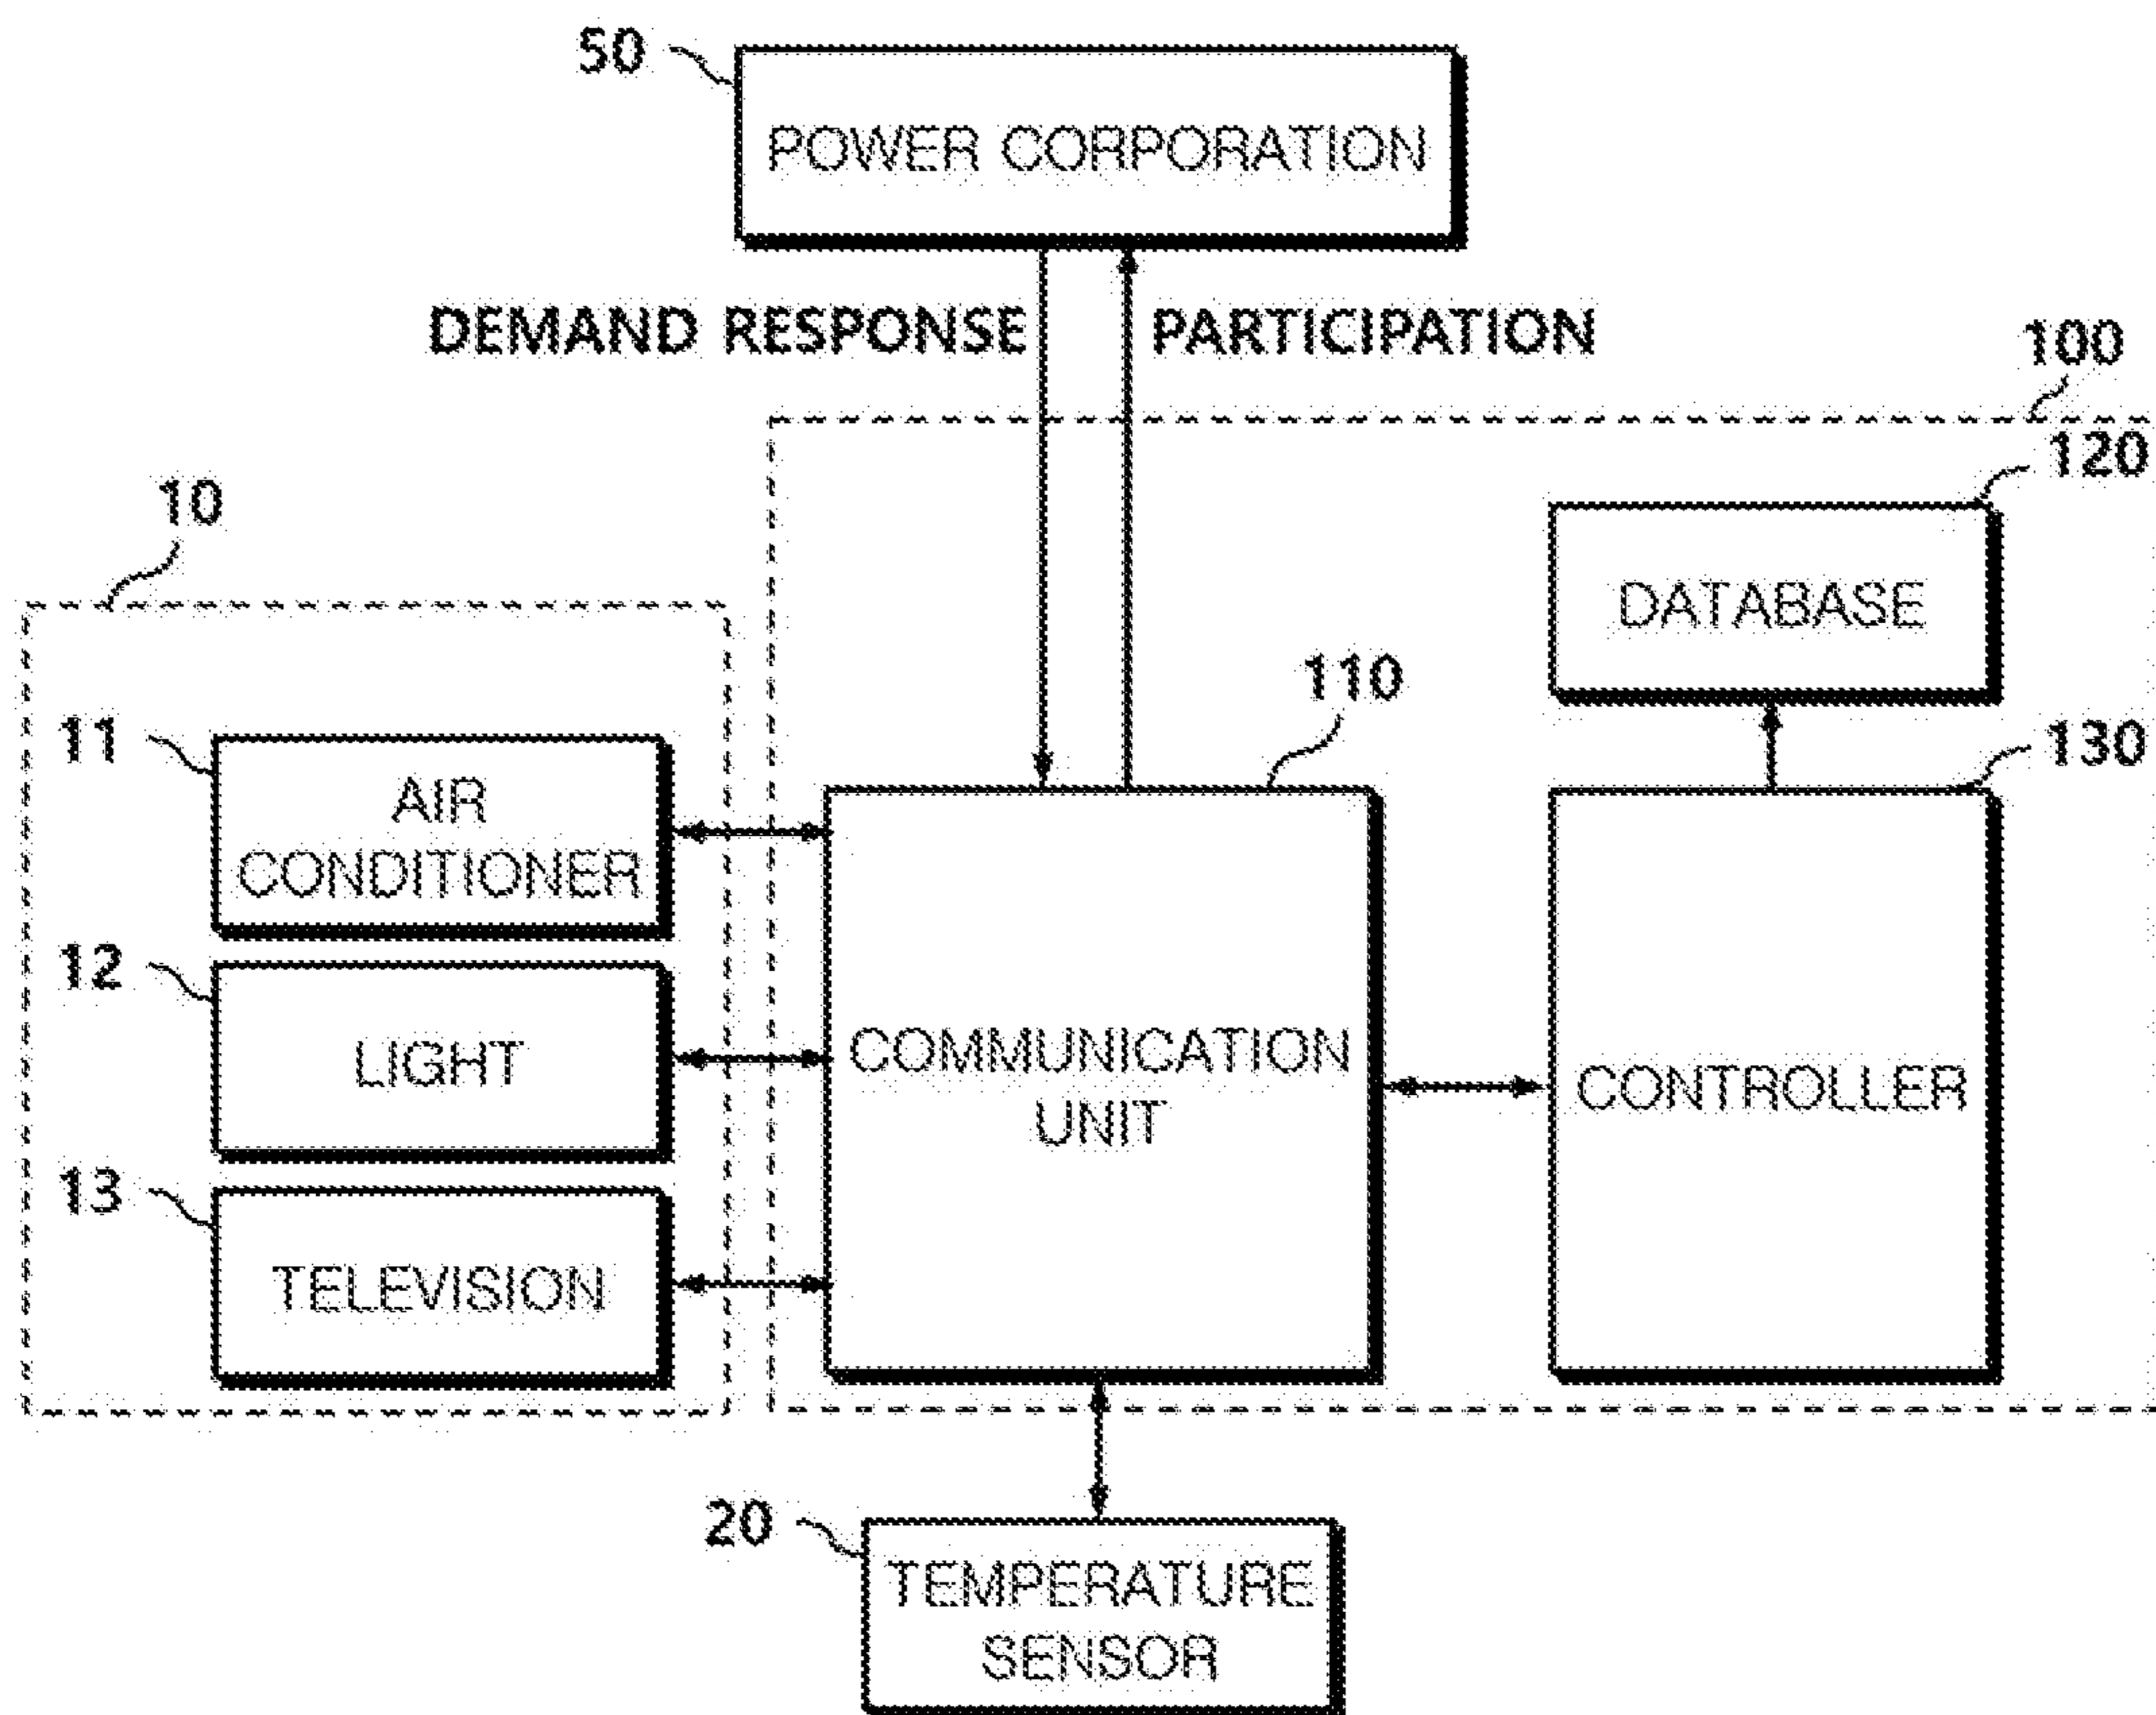 50
POWER CORPORATION
DEMAND RESPONSE
PARTICIPATION
100
120
10
DATABASE
110
11
130
AIR
CONDITIONER
12
LIGHT
COMMUNICATION
UNIT
CONTROLLER
13
TELEVISION
20
TEMPERATURE
SENSOR